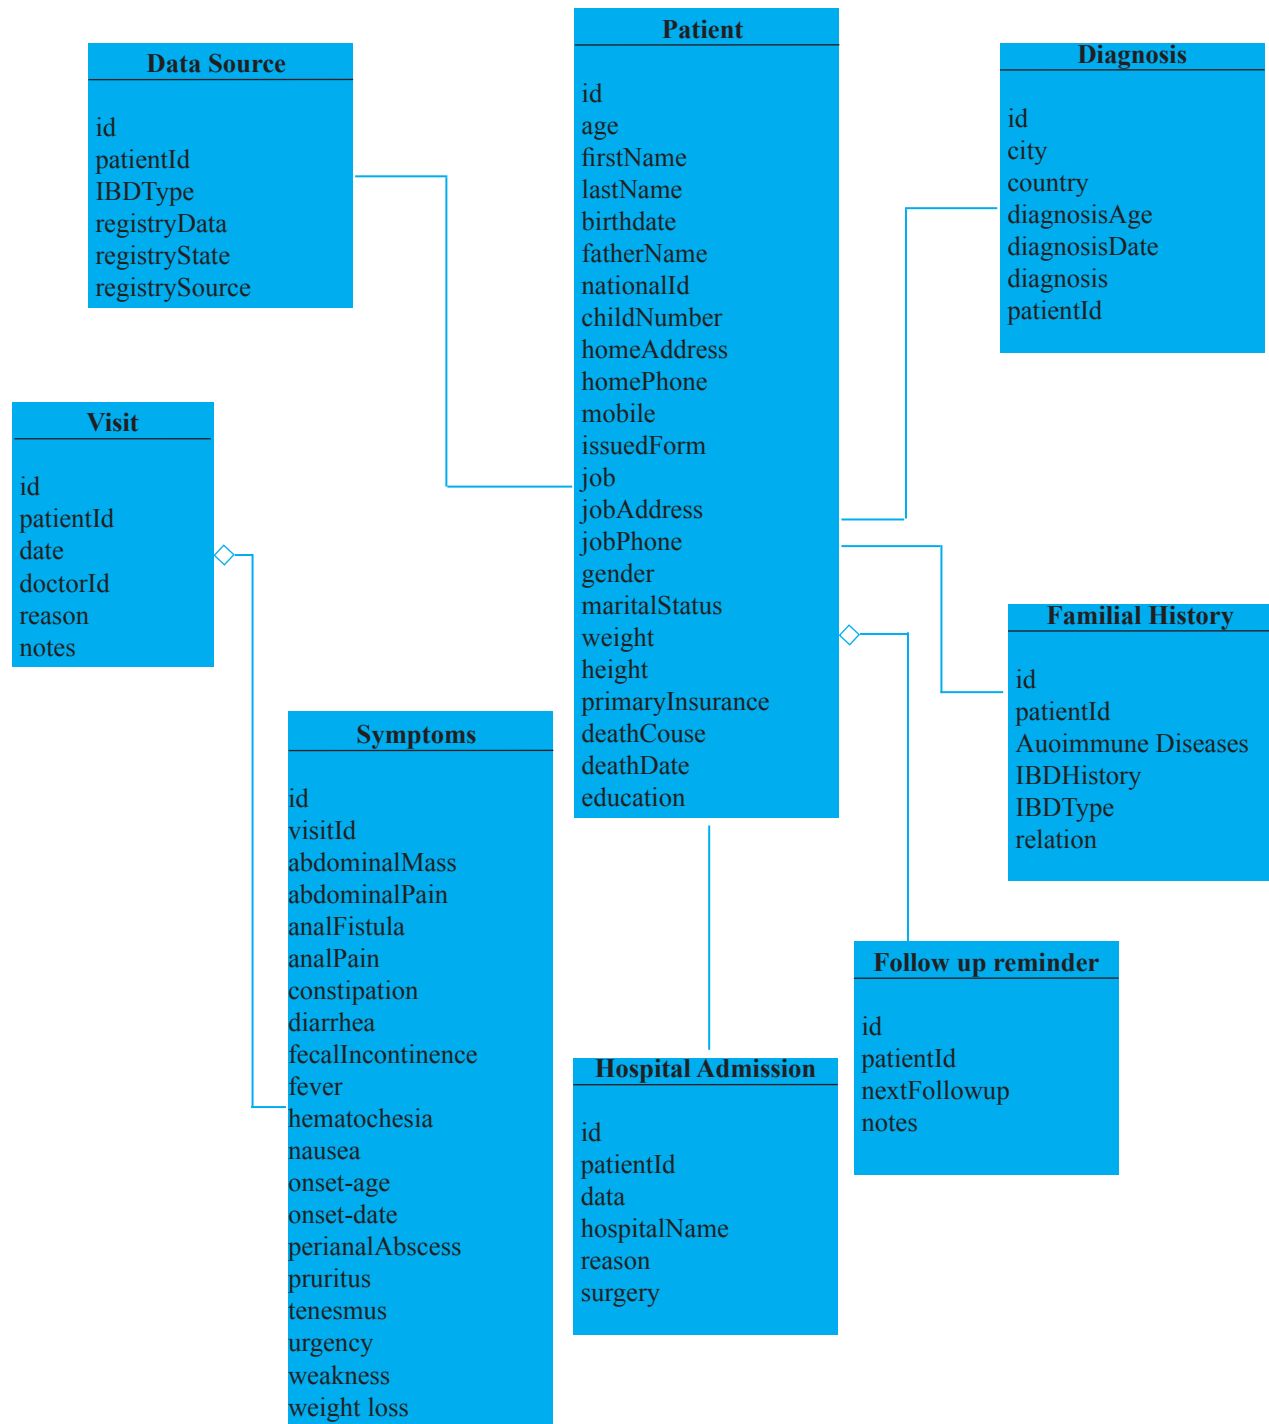 Data Source
id
patientId
IBDType
registryData
registryState
registrySource
Patient
id
age
firstName
lastName
birthdate
fatherName
nationalId
childNumber
homeAddress
homePhone
mobile
issuedForm
job
jobAddress
jobPhone
gender
maritalStatus
weight
height
primaryInsurance
deathCouse
deathDate
education
Diagnosis
id
city
country
diagnosisAge
diagnosisDate
diagnosis
patientId
Visit
id
patientId
date
doctorId
reason
notes
Symptoms
id
visitId
abdominalMass
abdominalPain
analFistula
analPain
constipation
diarrhea
fecalIncontinence
fever
hematochesia
nausea
onset-age
onset-date
perianalAbscess
pruritus
tenesmus
urgency
weakness
weight loss
Familial History
id
patientId
Auoimmune Diseases
IBDHistory
IBDType
relation
Follow up reminder
id
patientId
nextFollowup
notes
Hospital Admission
id
patientId
data
hospitalName
reason
surgery